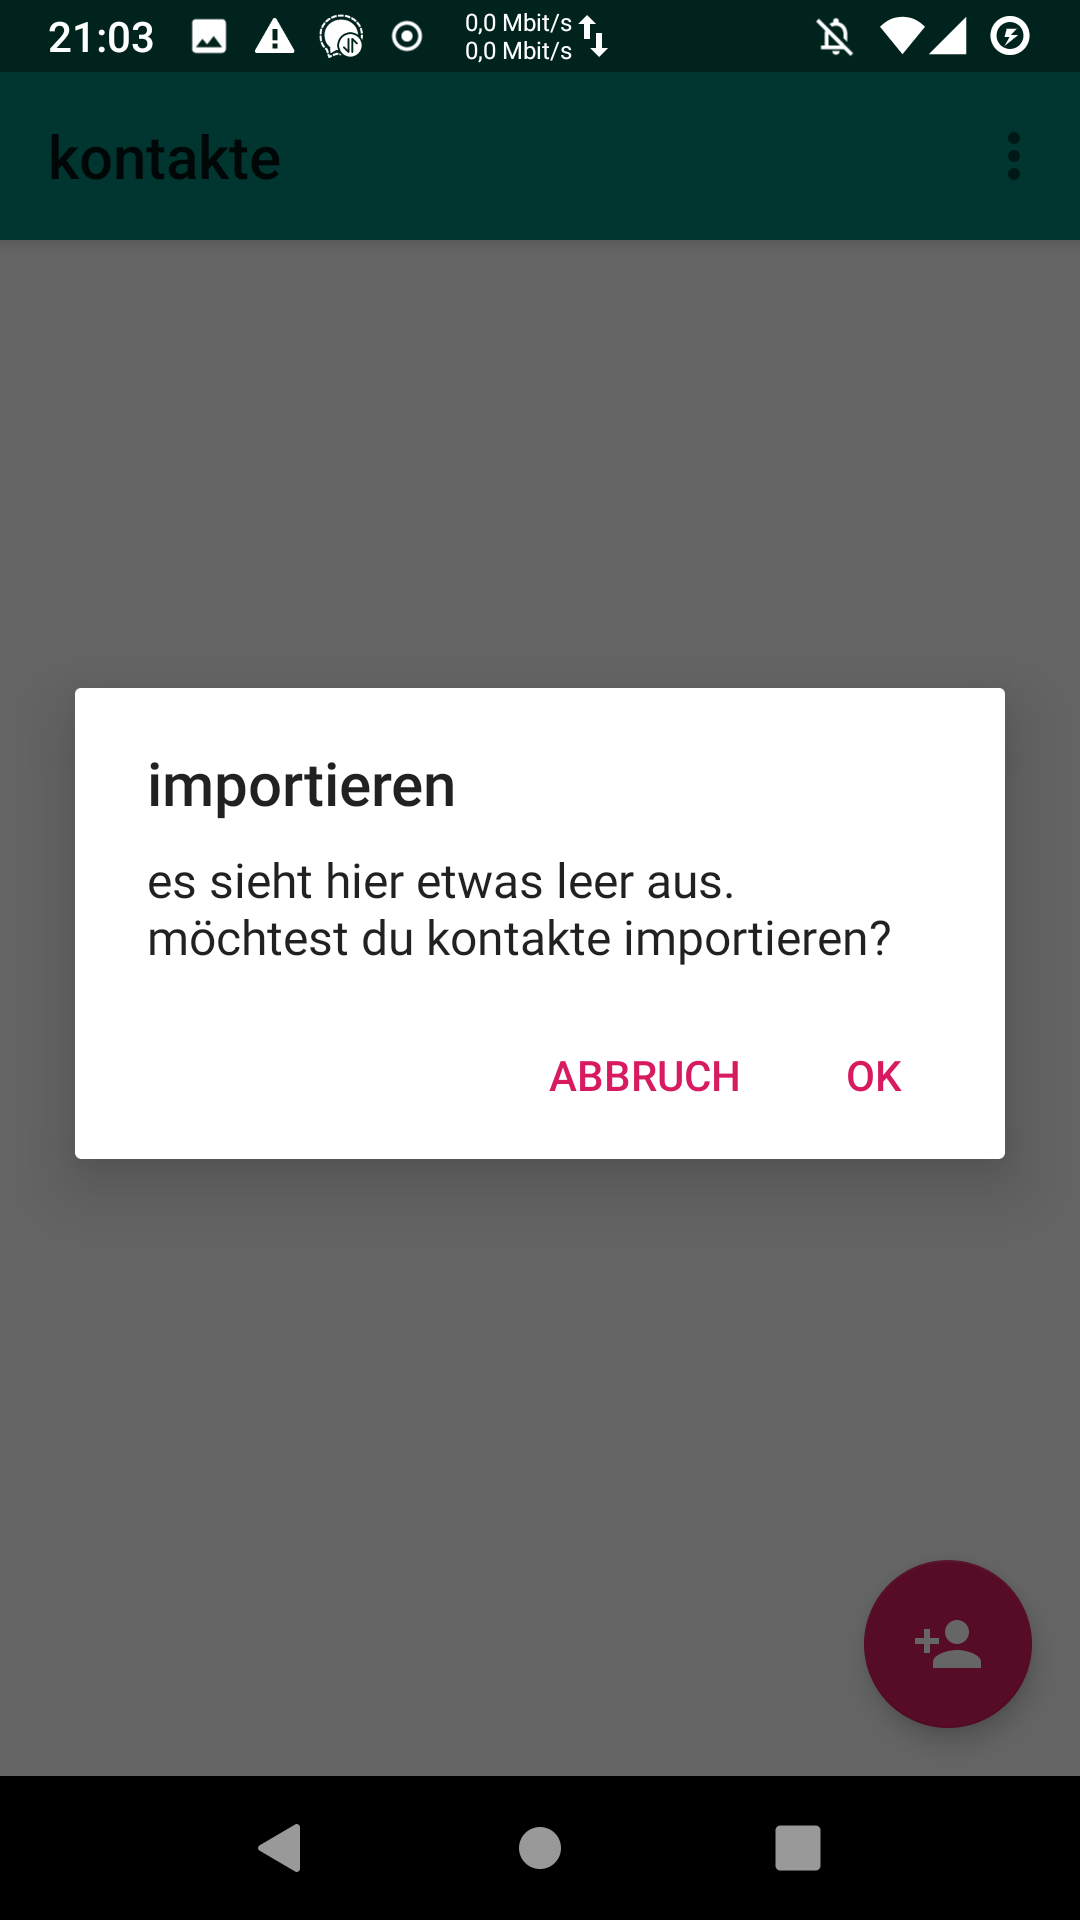 21:03
0,0 Mbit/s
0,0 Mbit/s
kontakte
importieren
es sieht hier etwas leer aus.
möchtest du kontakte importieren?
ABBRUCH OK